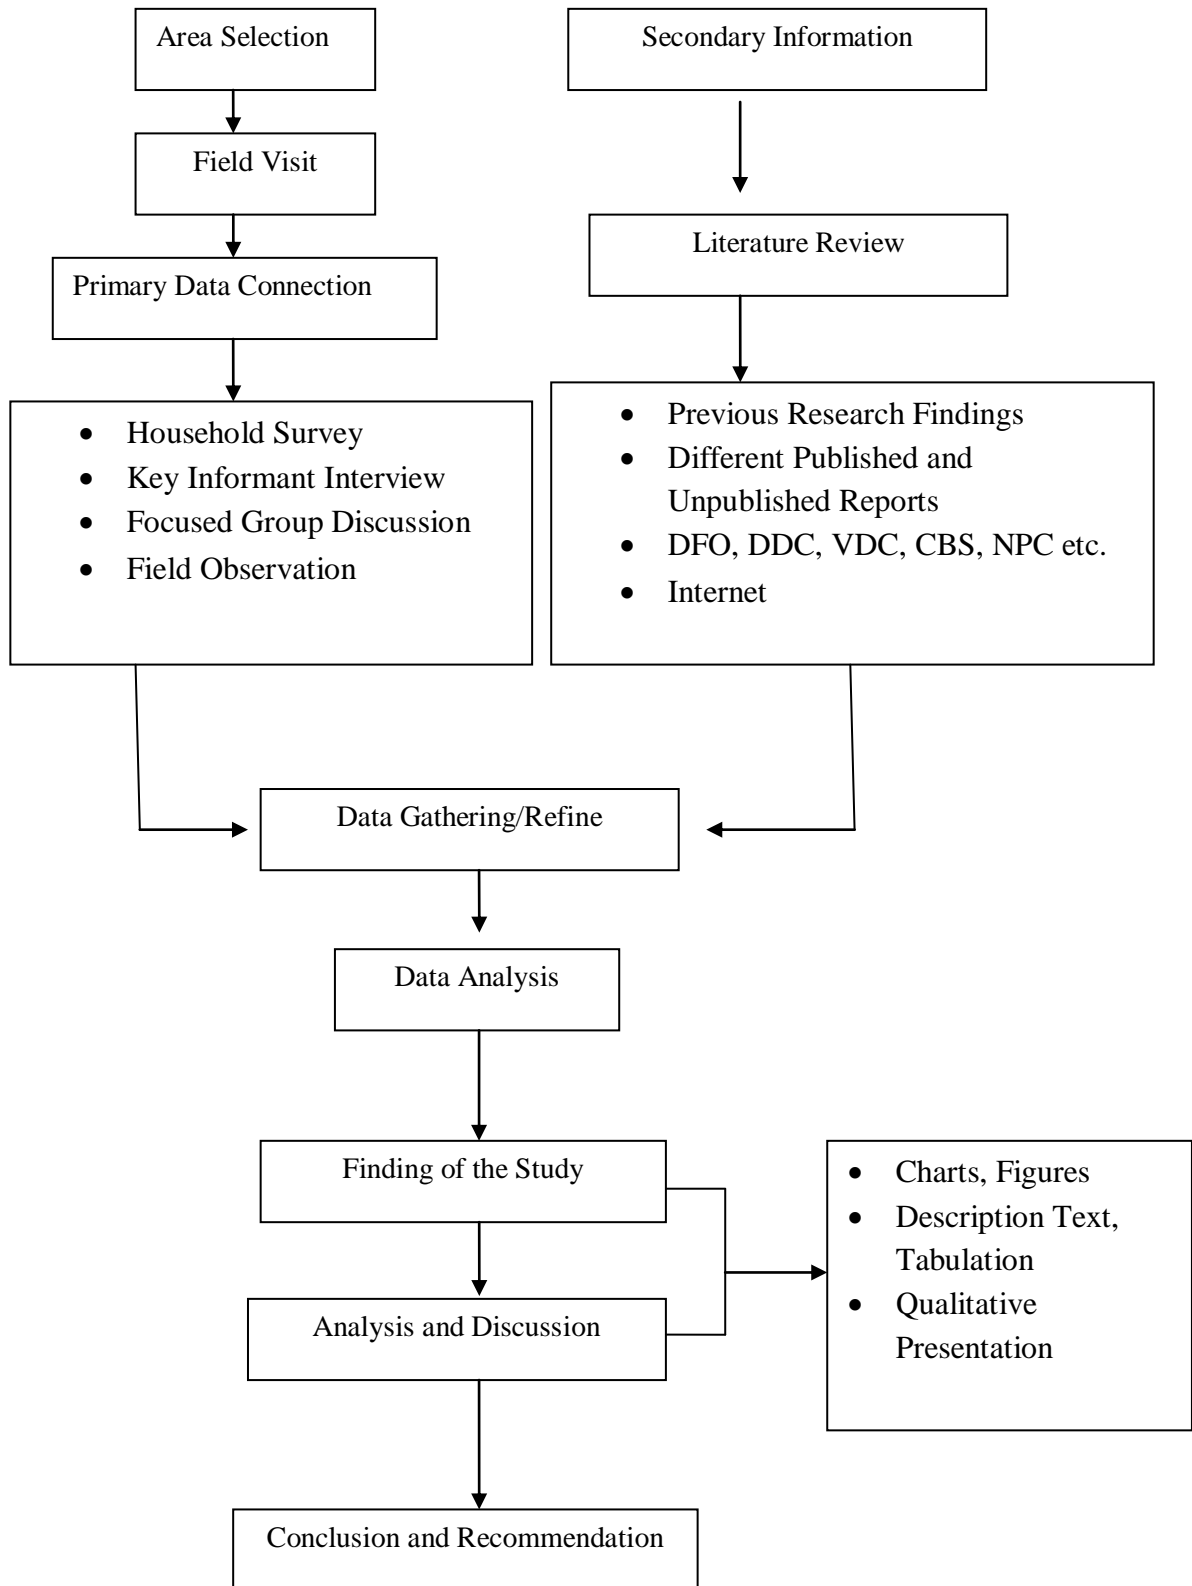 Area Selection
Secondary Information
Field Visit
Literature Review
Primary Data Connection
• Household Survey
• Key Informant Interview
• Focused Group Discussion
• Field Observation
• Previous Research Findings
• Different Published and
Unpublished Reports
• DFO, DDC, VDC, CBS, NPC etc.
• Internet
Data Gathering/Refine
Data Analysis
Finding of the Study
• Charts, Figures
• Description Text,
Tabulation
• Qualitative
Presentation
Analysis and Discussion
Conclusion and Recommendation